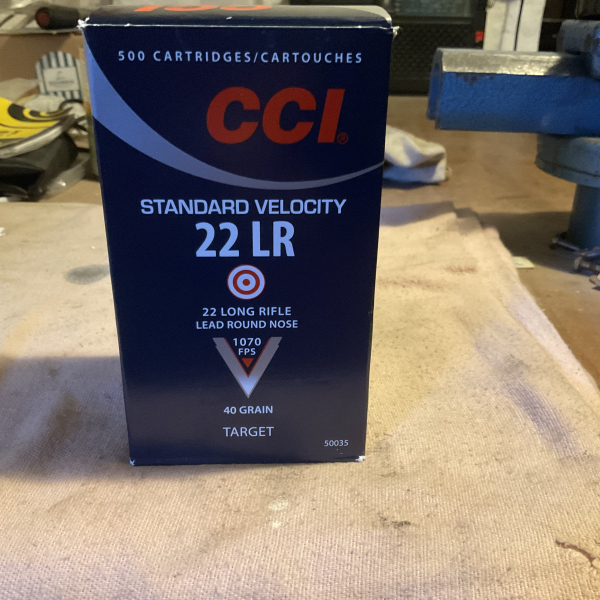 CCI
500 CARTRIDGES/CARTOUCHES
CCI®
STANDARD VELOCITY
22 LR
22 LONG RIFLE
LEAD ROUND NOSE
1070
FPS
40 GRAIN
TARGET
50035